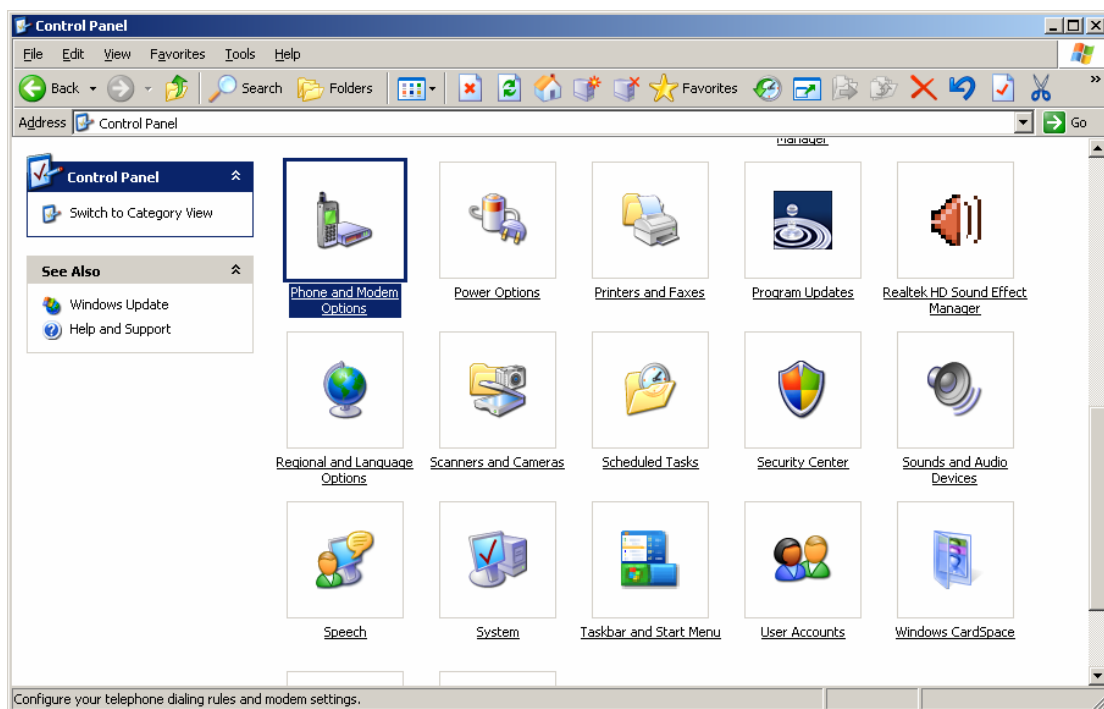 Control Panel
File Edit View Favorites Tools Help
Back Search Folders Favorites »
Address Control Panel Go
Manager
Control Panel
Switch to Category View
See Also
Windows Update
Help and Support
Phone and Modem Options
Power Options
Printers and Faxes
Program Updates
Realtek HD Sound Effect Manager
Regional and Language Options
Scanners and Cameras
Scheduled Tasks
Security Center
Sounds and Audio Devices
Speech
System
Taskbar and Start Menu
User Accounts
Windows CardSpace
Configure your telephone dialing rules and modem settings.